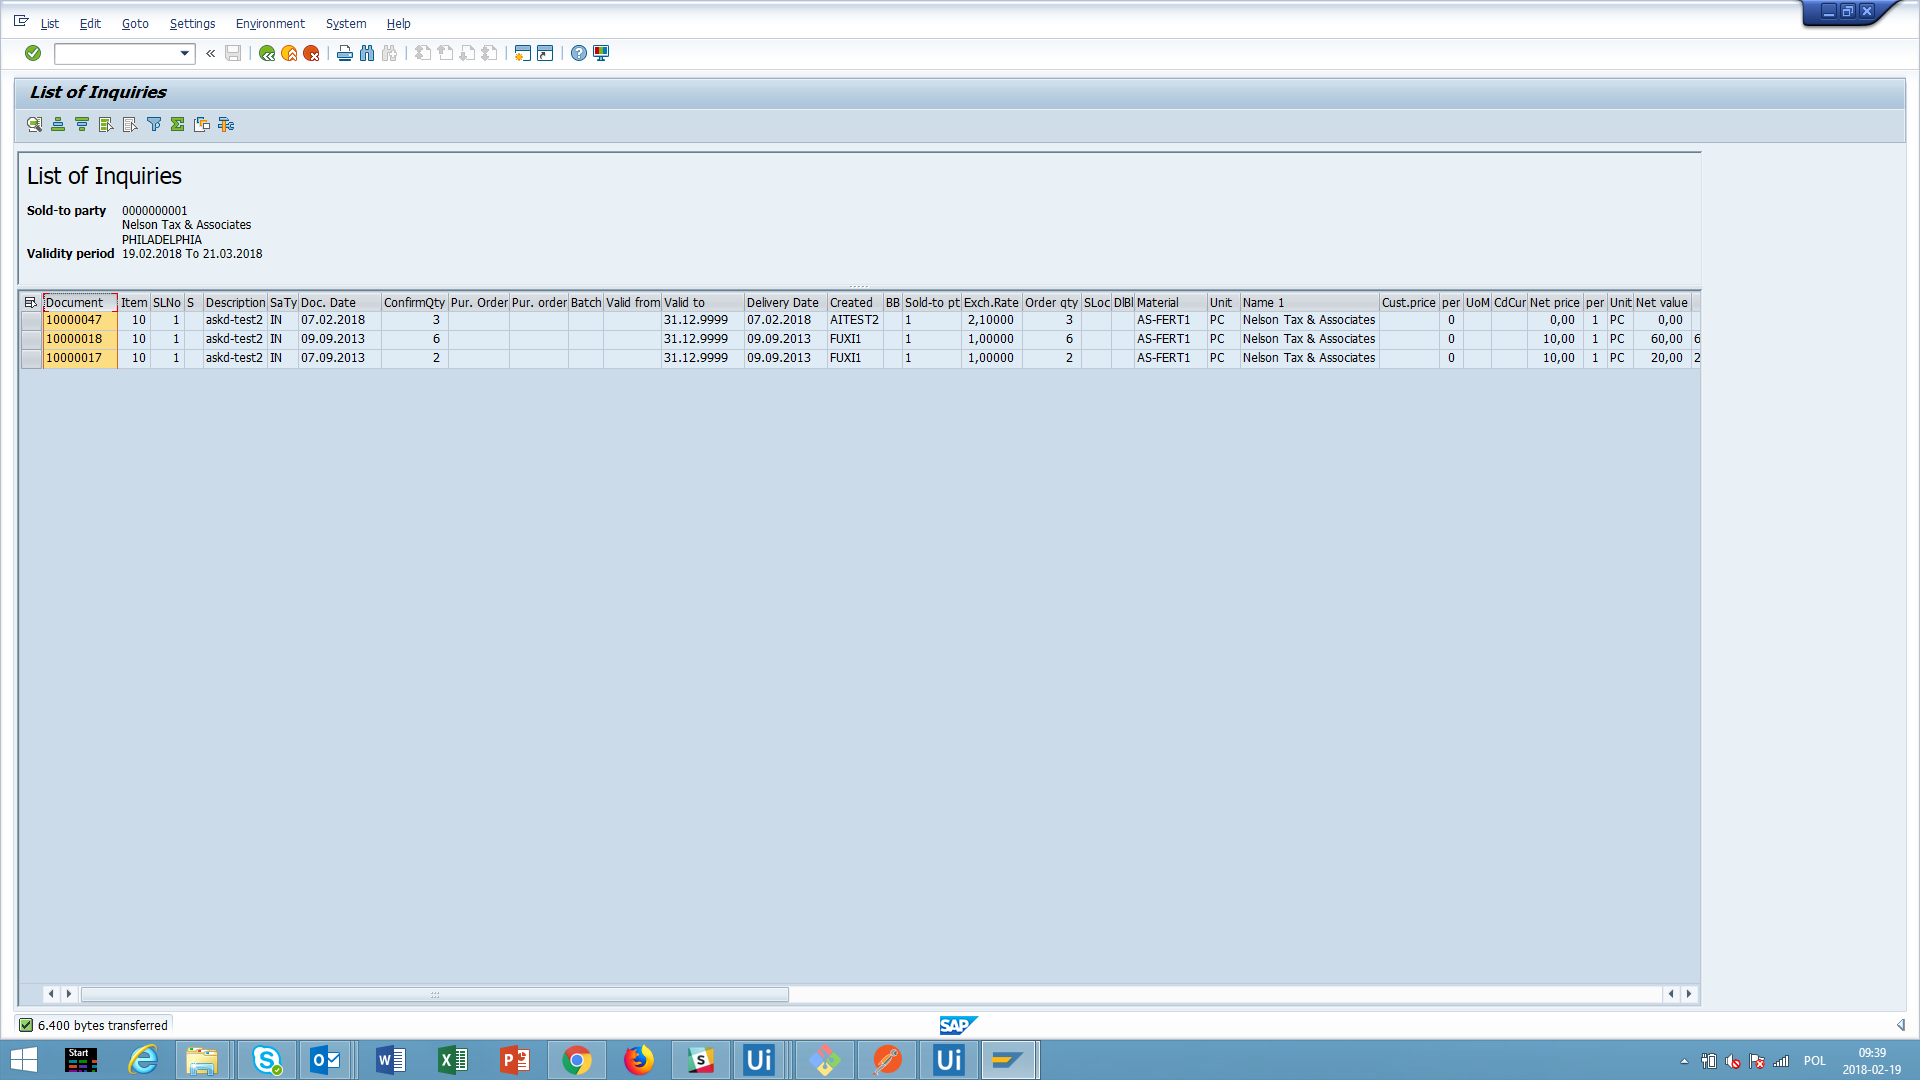 List Edit Goto Settings Environment System Help
List of Inquiries
List of Inquiries
Sold-to party 0000000001
Nelson Tax & Associates
PHILADELPHIA
Validity period 19.02.2018 To 21.03.2018
Document Item SLNo S Description SaTy Doc. Date ConfirmQty Pur. Order Pur. order Batch Valid from Valid to Delivery Date Created BB Sold-to pt Exch.Rate Order qty SLoc DlBl Material Unit Name 1 Cust.price per UoM CdCur Net price per Unit Net value
10000047 10 1 askd-test2 IN 07.02.2018 3 31.12.9999 07.02.2018 AITEST2 1 2,10000 3 AS-FERT1 PC Nelson Tax & Associates 0 0,00 1 PC 0,00
10000018 10 1 askd-test2 IN 09.09.2013 6 31.12.9999 09.09.2013 FUXI1 1 1,00000 6 AS-FERT1 PC Nelson Tax & Associates 0 10,00 1 PC 60,00 6
10000017 10 1 askd-test2 IN 07.09.2013 2 31.12.9999 09.09.2013 FUXI1 1 1,00000 2 AS-FERT1 PC Nelson Tax & Associates 0 10,00 1 PC 20,00 2
6.400 bytes transferred
SAP
Start
Ui
Ui
POL
09:39
2018-02-19